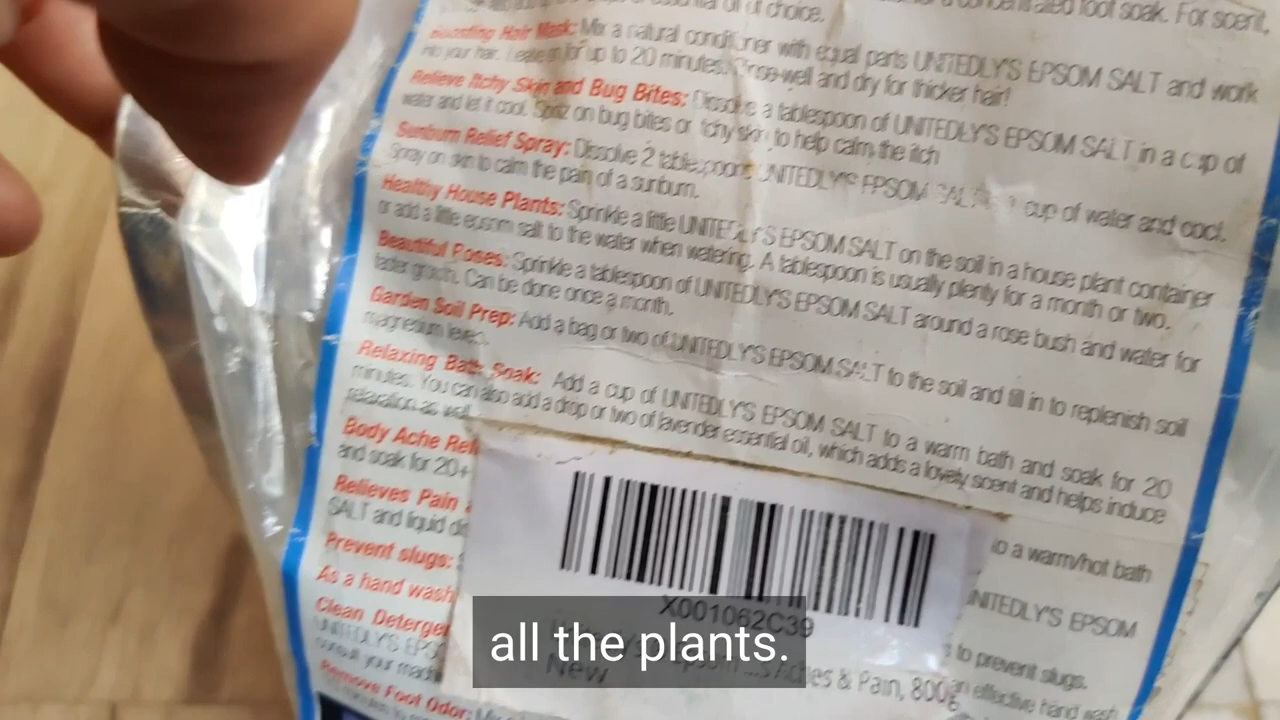 a concentrated foot soak. For scent,
of choice.
Boosting Hair Mask: Mix a natural conditioner with equal parts UNITEDLY'S EPSOM SALT and work
into your hair. Leave in for up to 20 minutes. Rinse well and dry for thicker hair!
Relieve Itchy Skin and Bug Bites: Dissolve a tablespoon of UNITEDLY'S EPSOM SALT in a cup of
water and let it cool. Spritz on bug bites or itchy skin to help calm the itch
Sunburn Relief Spray: Dissolve 2 tablespoons UNITEDLY'S EPSOM SALT cup of water and cool.
Spray on skin to calm the pain of a sunburn.
Healthy House Plants: Sprinkle a little UNITEDLY'S EPSOM SALT on the soil in a house plant container
or add a little epsom salt to the water when watering. A tablespoon is usually plenty for a month or two.
Beautiful Roses: Sprinkle a tablespoon of UNITEDLY'S EPSOM SALT around a rose bush and water for
faster growth. Can be done once a month.
Garden Soil Prep: Add a bag or two of UNITEDLY'S EPSOM SALT to the soil and fill in to replenish soil
magnesium levels.
Relaxing Bath Soak: Add a cup of UNITEDLY'S EPSOM SALT to a warm bath and soak for 20
minutes. You can also add a drop or two of lavender essential oil, which adds a lovely scent and helps induce
relaxation as well.
Body Ache Rel to a warm/hot bath
and soak for 20+
Relieves Pain UNITEDLY'S EPSOM
SALT and liquid
Prevent slugs: to prevent slugs.
As a hand wash an effective hand wash
Clean Deterge
UNITEDLY'S EPSO
consult your machi
Remove Foot Odor:
X001062C39
Aches & Pain, 800g
New
all the plants.